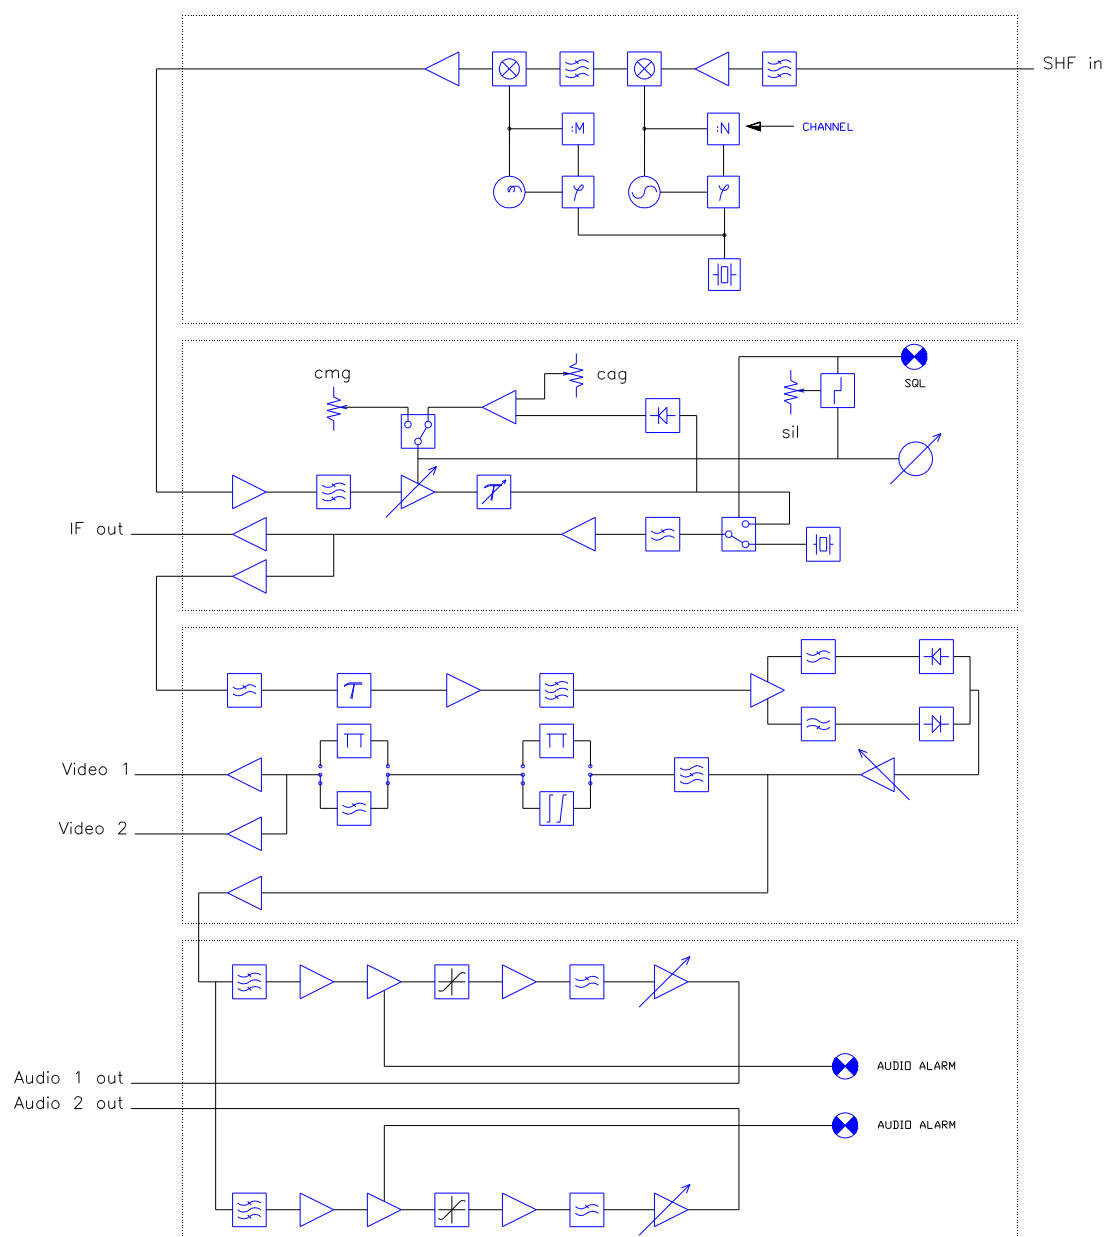 SHF in
:M
:N
CHANNEL
φ
φ
cmg
cag
SQL
sil
T
IF out
T
Video 1
Video 2
Audio 1 out
AUDIO ALARM
Audio 2 out
AUDIO ALARM